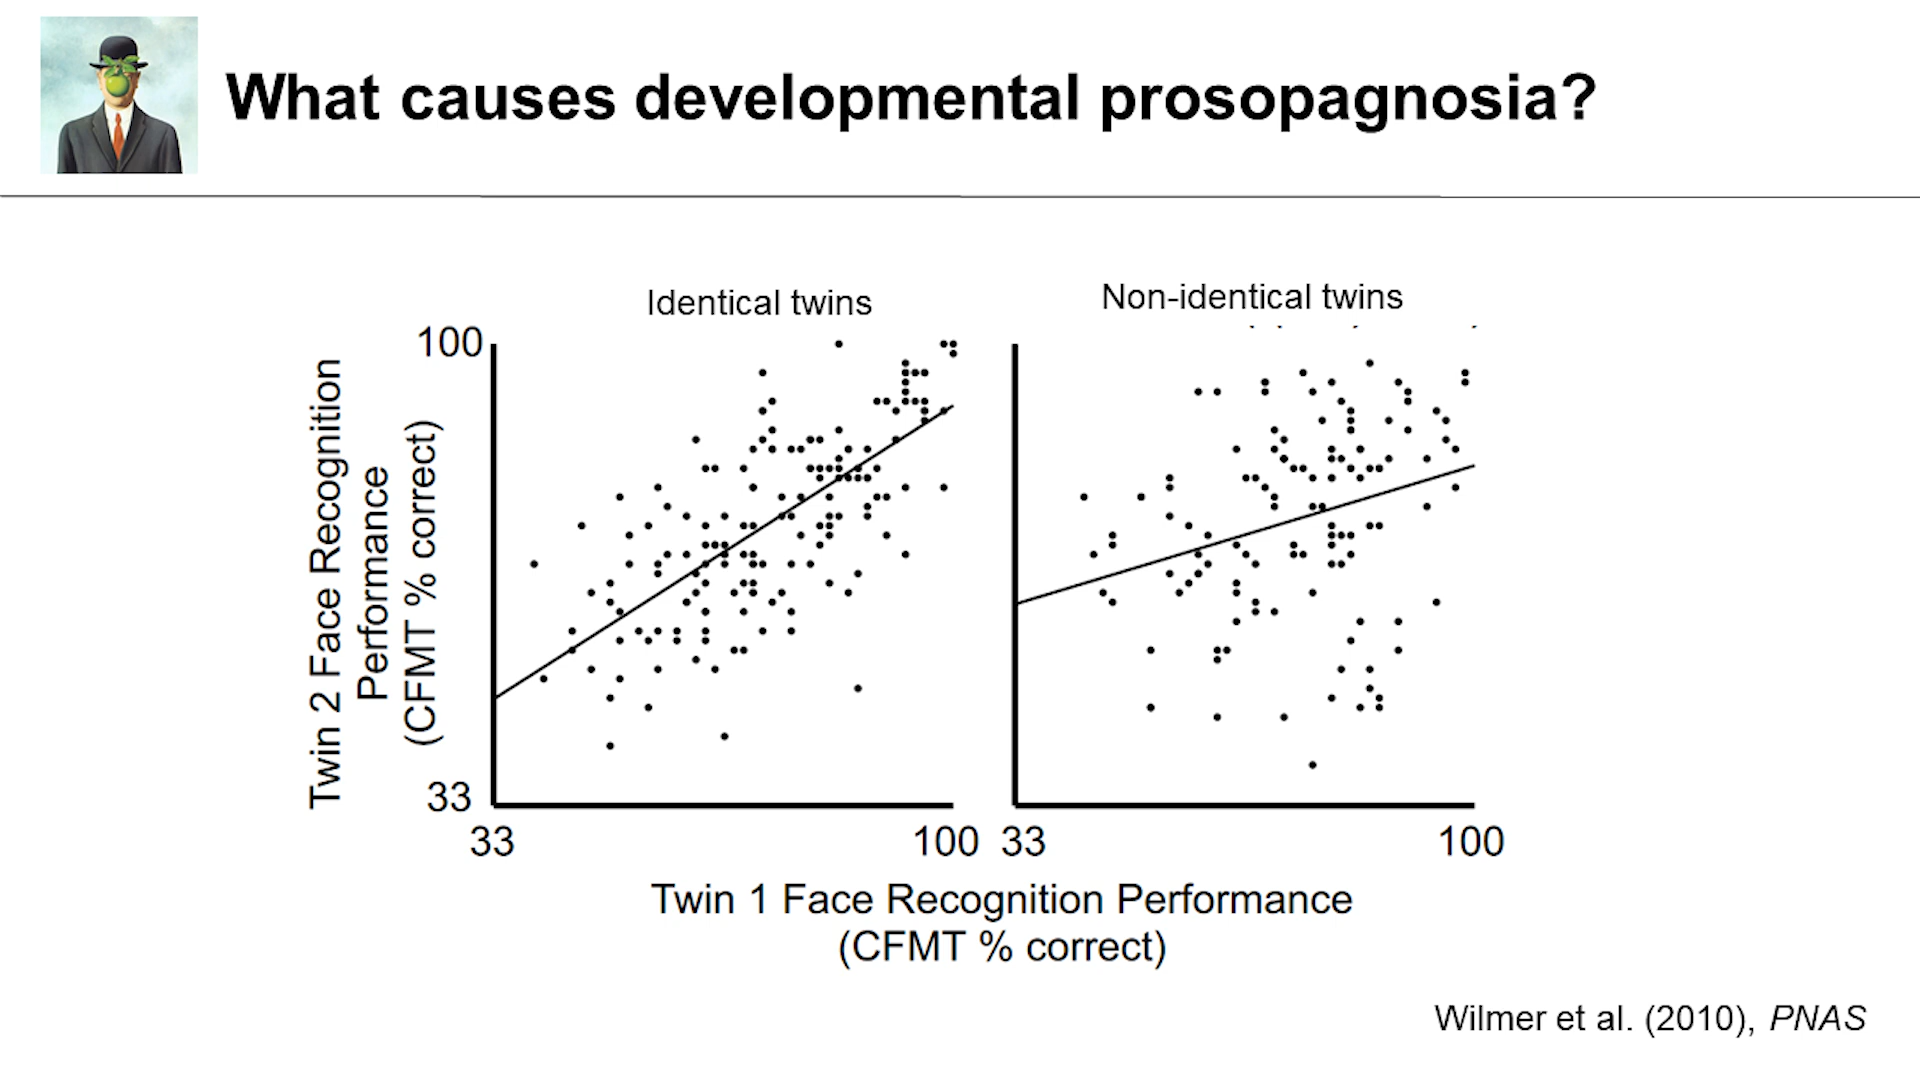 What causes developmental prosopagnosia?
Identical twins
Non-identical twins
100
33
Twin 2 Face Recognition
Performance
(CFMT % correct)
33
100
33
100
Twin 1 Face Recognition Performance
(CFMT % correct)
Wilmer et al. (2010), PNAS